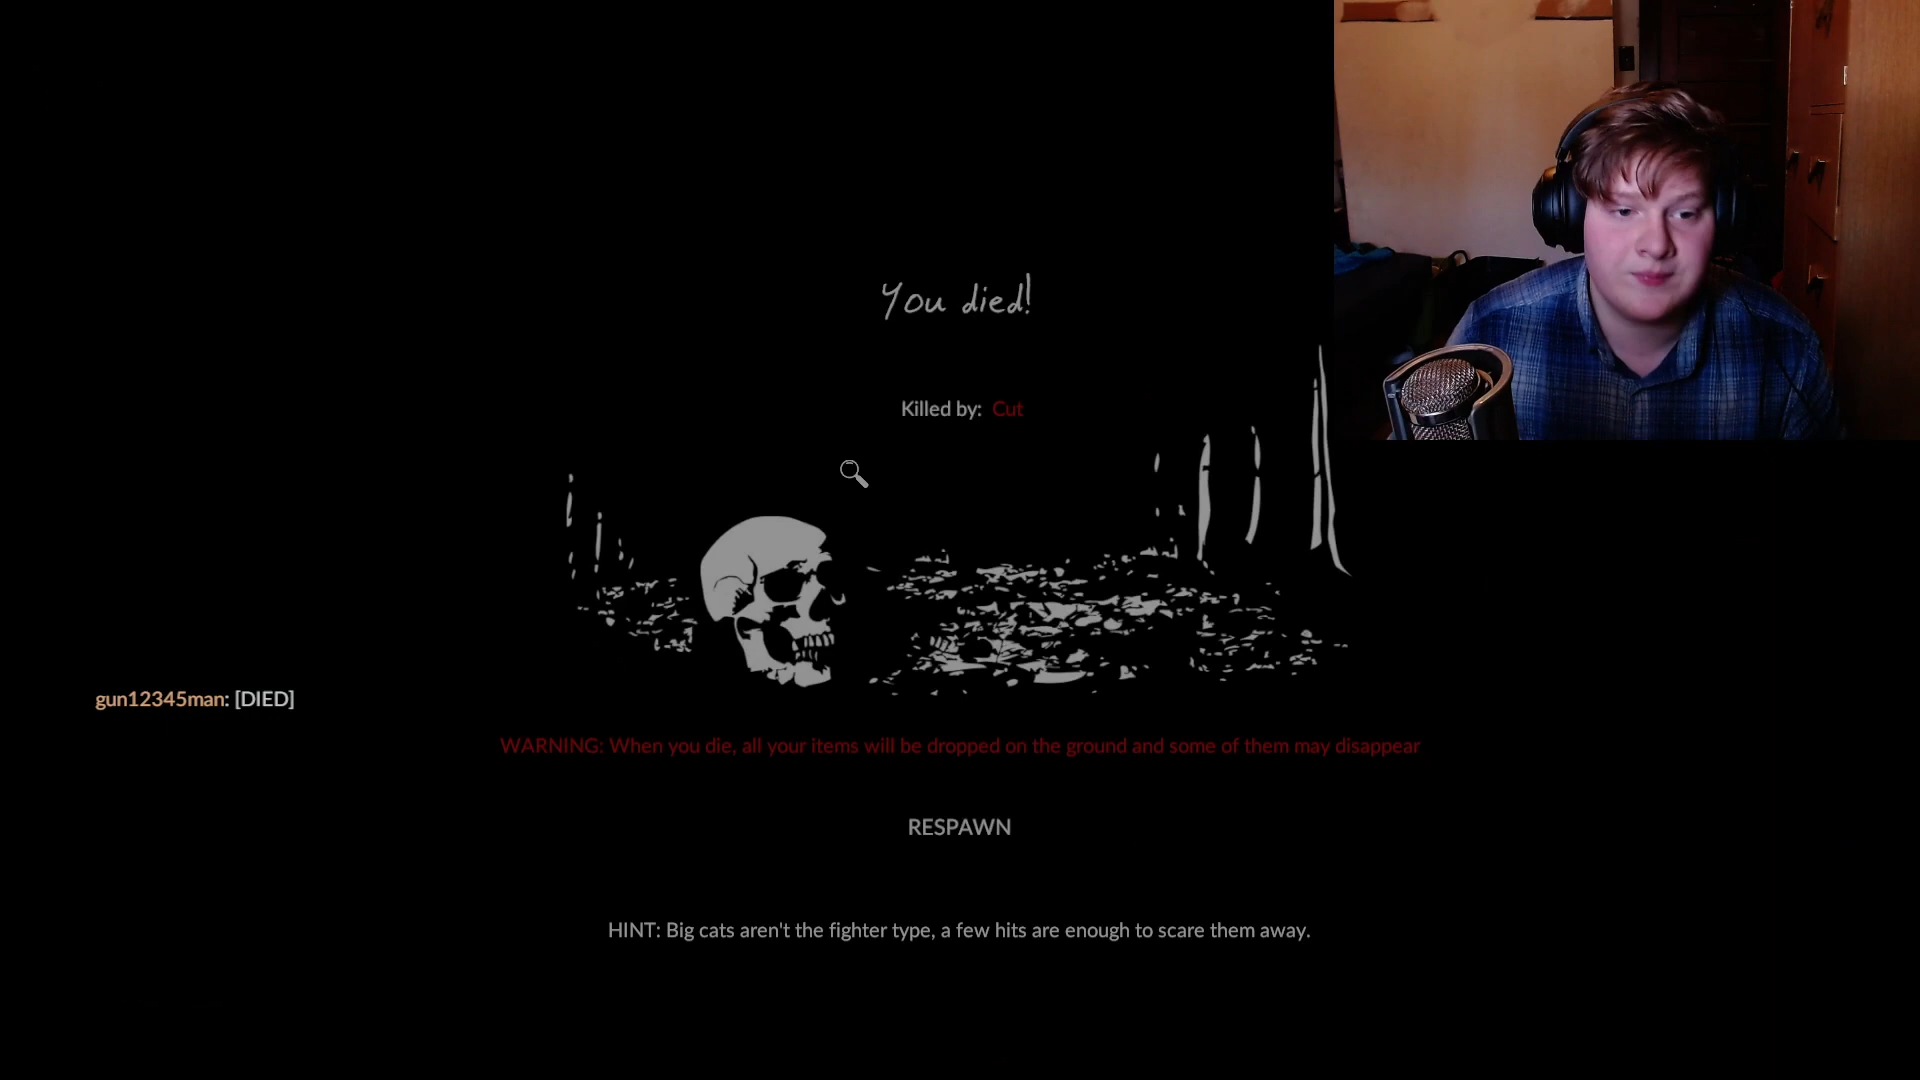 You died!
Killed by: Cut
gun12345man: [DIED]
WARNING: When you die, all your items will be dropped on the ground and some of them may disappear
RESPAWN
HINT: Big cats aren't the fighter type, a few hits are enough to scare them away.